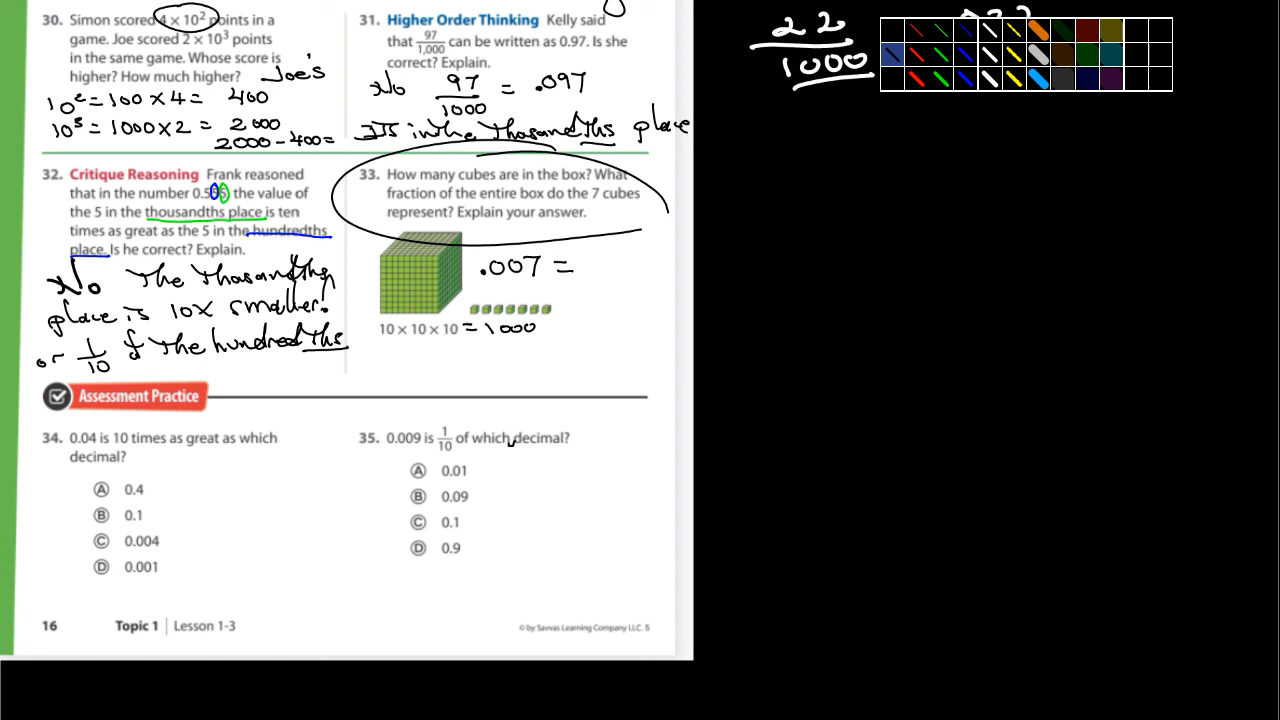 22
1000
30. Simon scored 4 × 10² points in a
game. Joe scored 2 × 10³ points
in the same game. Whose score is
higher? How much higher?
Joe's
10² = 100 × 4 = 400
10³ = 1000 × 2 = 2000
2000 - 400 =
31. Higher Order Thinking Kelly said
that 97/1,000 can be written as 0.97. Is she
correct? Explain.
No 97/1000 = .097
Its in the Thousandths place
32. Critique Reasoning Frank reasoned
that in the number 0.555, the value of
the 5 in the thousandths place is ten
times as great as the 5 in the hundredths
place. Is he correct? Explain.
No The
place is 10x smaller.
or 1/10 of the hundredths
33. How many cubes are in the box? What
fraction of the entire box do the 7 cubes
represent? Explain your answer.
.007 =
10 × 10 × 10 = 1000
Assessment Practice
34. 0.04 is 10 times as great as which
decimal?
A 0.4
B 0.1
C 0.004
D 0.001
35. 0.009 is 1/10 of which decimal?
A 0.01
B 0.09
C 0.1
D 0.9
16 Topic 1 | Lesson 1-3
© by Savvas Learning Company LLC. 5